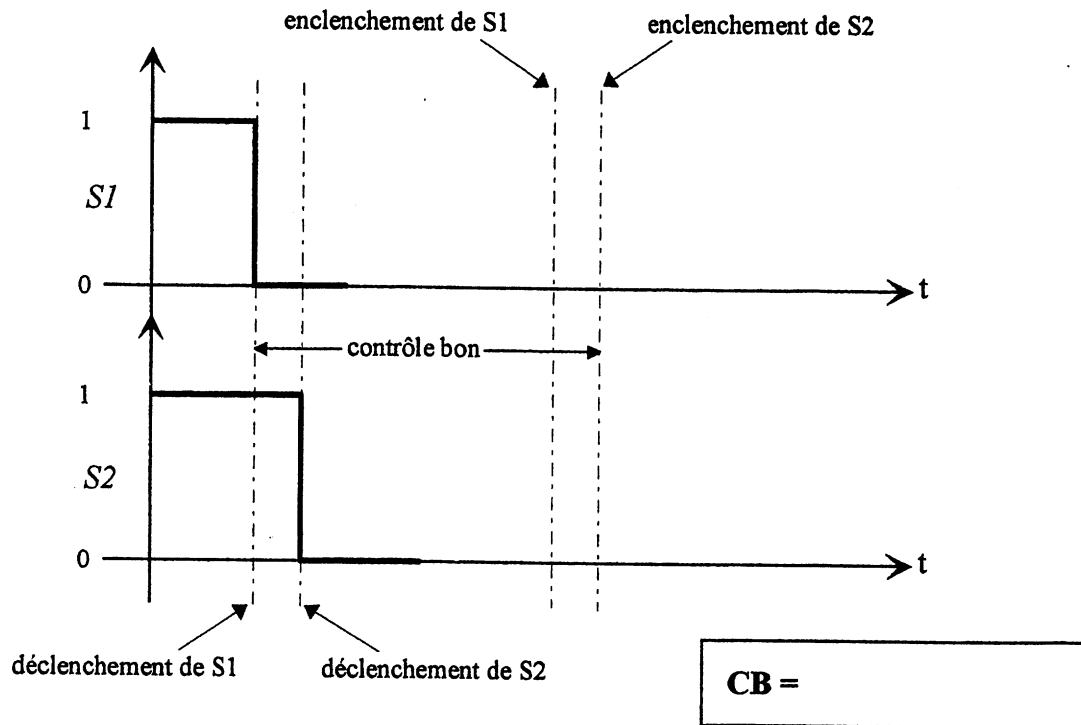 enclenchement de S1
enclenchement de S2
1
S1
0
t
contrôle bon
1
S2
0
t
déclenchement de S1
déclenchement de S2
CB =